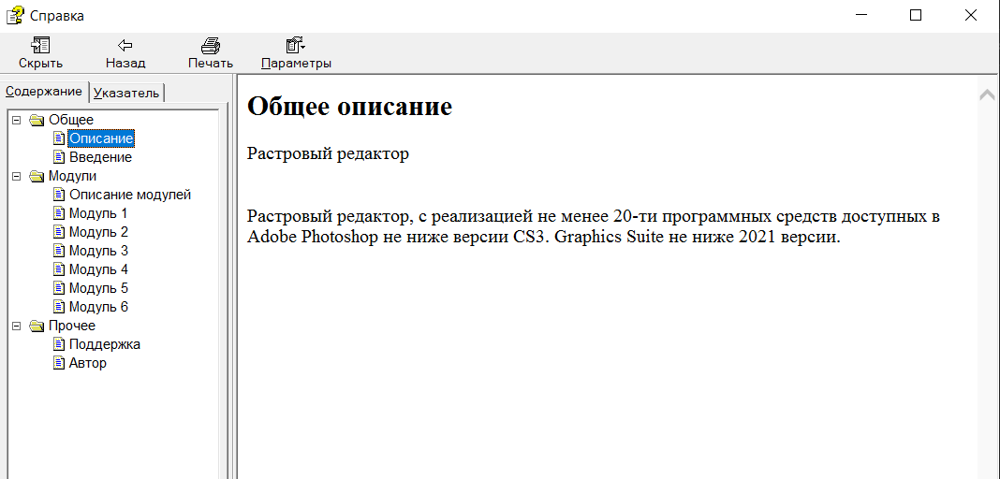 Справка
Скрыть Назад Печать Параметры
Содержание Указатель
Общее
Описание
Введение
Модули
Описание модулей
Модуль 1
Модуль 2
Модуль 3
Модуль 4
Модуль 5
Модуль 6
Прочее
Поддержка
Автор
Общее описание
Растровый редактор
Растровый редактор, с реализацией не менее 20-ти программных средств доступных в
Adobe Photoshop не ниже версии CS3. Graphics Suite не ниже 2021 версии.